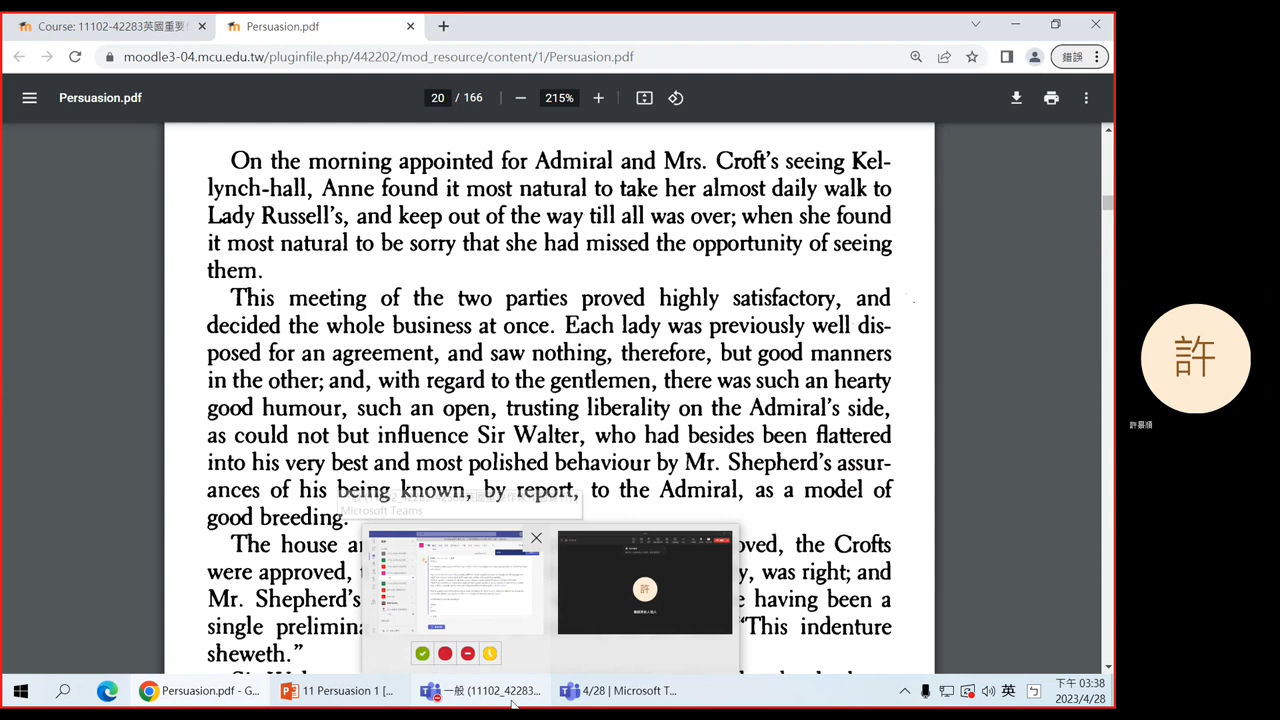 Course: 11102-42283英國重要作
Persuasion.pdf
moodle3-04.mcu.edu.tw/pluginfile.php/442202/mod_resource/content/1/Persuasion.pdf
錯誤
Persuasion.pdf
20 / 166
215%
On the morning appointed for Admiral and Mrs. Croft's seeing Kel-
lynch-hall, Anne found it most natural to take her almost daily walk to
Lady Russell's, and keep out of the way till all was over; when she found
it most natural to be sorry that she had missed the opportunity of seeing
them.
This meeting of the two parties proved highly satisfactory, and
decided the whole business at once. Each lady was previously well dis-
posed for an agreement, and saw nothing, therefore, but good manners
in the other; and, with regard to the gentlemen, there was such an hearty
good humour, such an open, trusting liberality on the Admiral's side,
as could not but influence Sir Walter, who had besides been flattered
into his very best and most polished behaviour by Mr. Shepherd's assur-
ances of his being known, by report, to the Admiral, as a model of
good breeding.
Microsoft Teams
The house a
oved, the Crofts
were approved,
y, was right; and
Mr. Shepherd's
e having been a
single prelimina
"This indenture
sheweth."
許
許景順
Persuasion.pdf - G...
11 Persuasion 1 [...
一般 (11102_42283...
4/28 | Microsoft T...
英
下午 03:38
2023/4/28